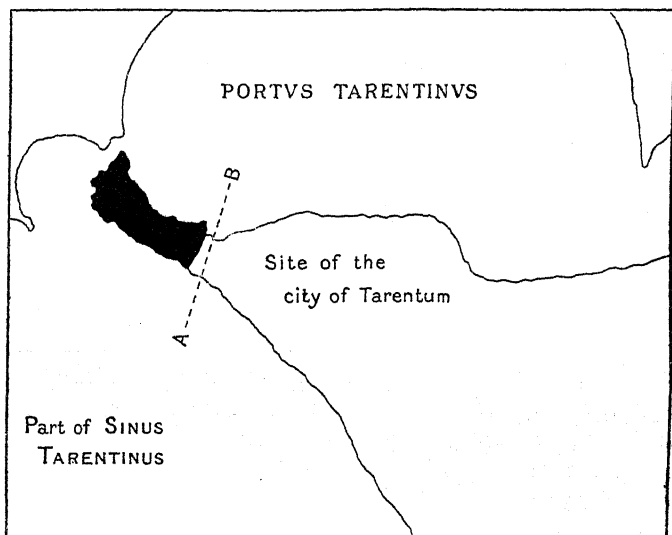 PORTVS TARENTINVS
B
Site of the
city of Tarentum
A
Part of SINUS
TARENTINUS